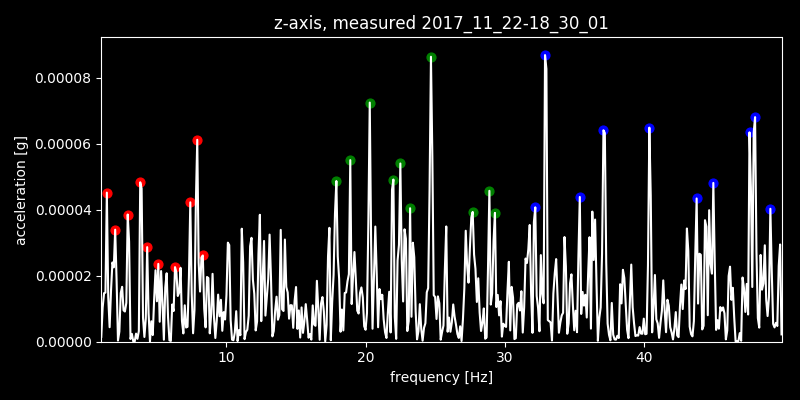 z-axis, measured 2017_11_22-18_30_01
0.00008
0.00006
0.00004
0.00002
0.00000
acceleration [g]
10 20 30 40
frequency [Hz]